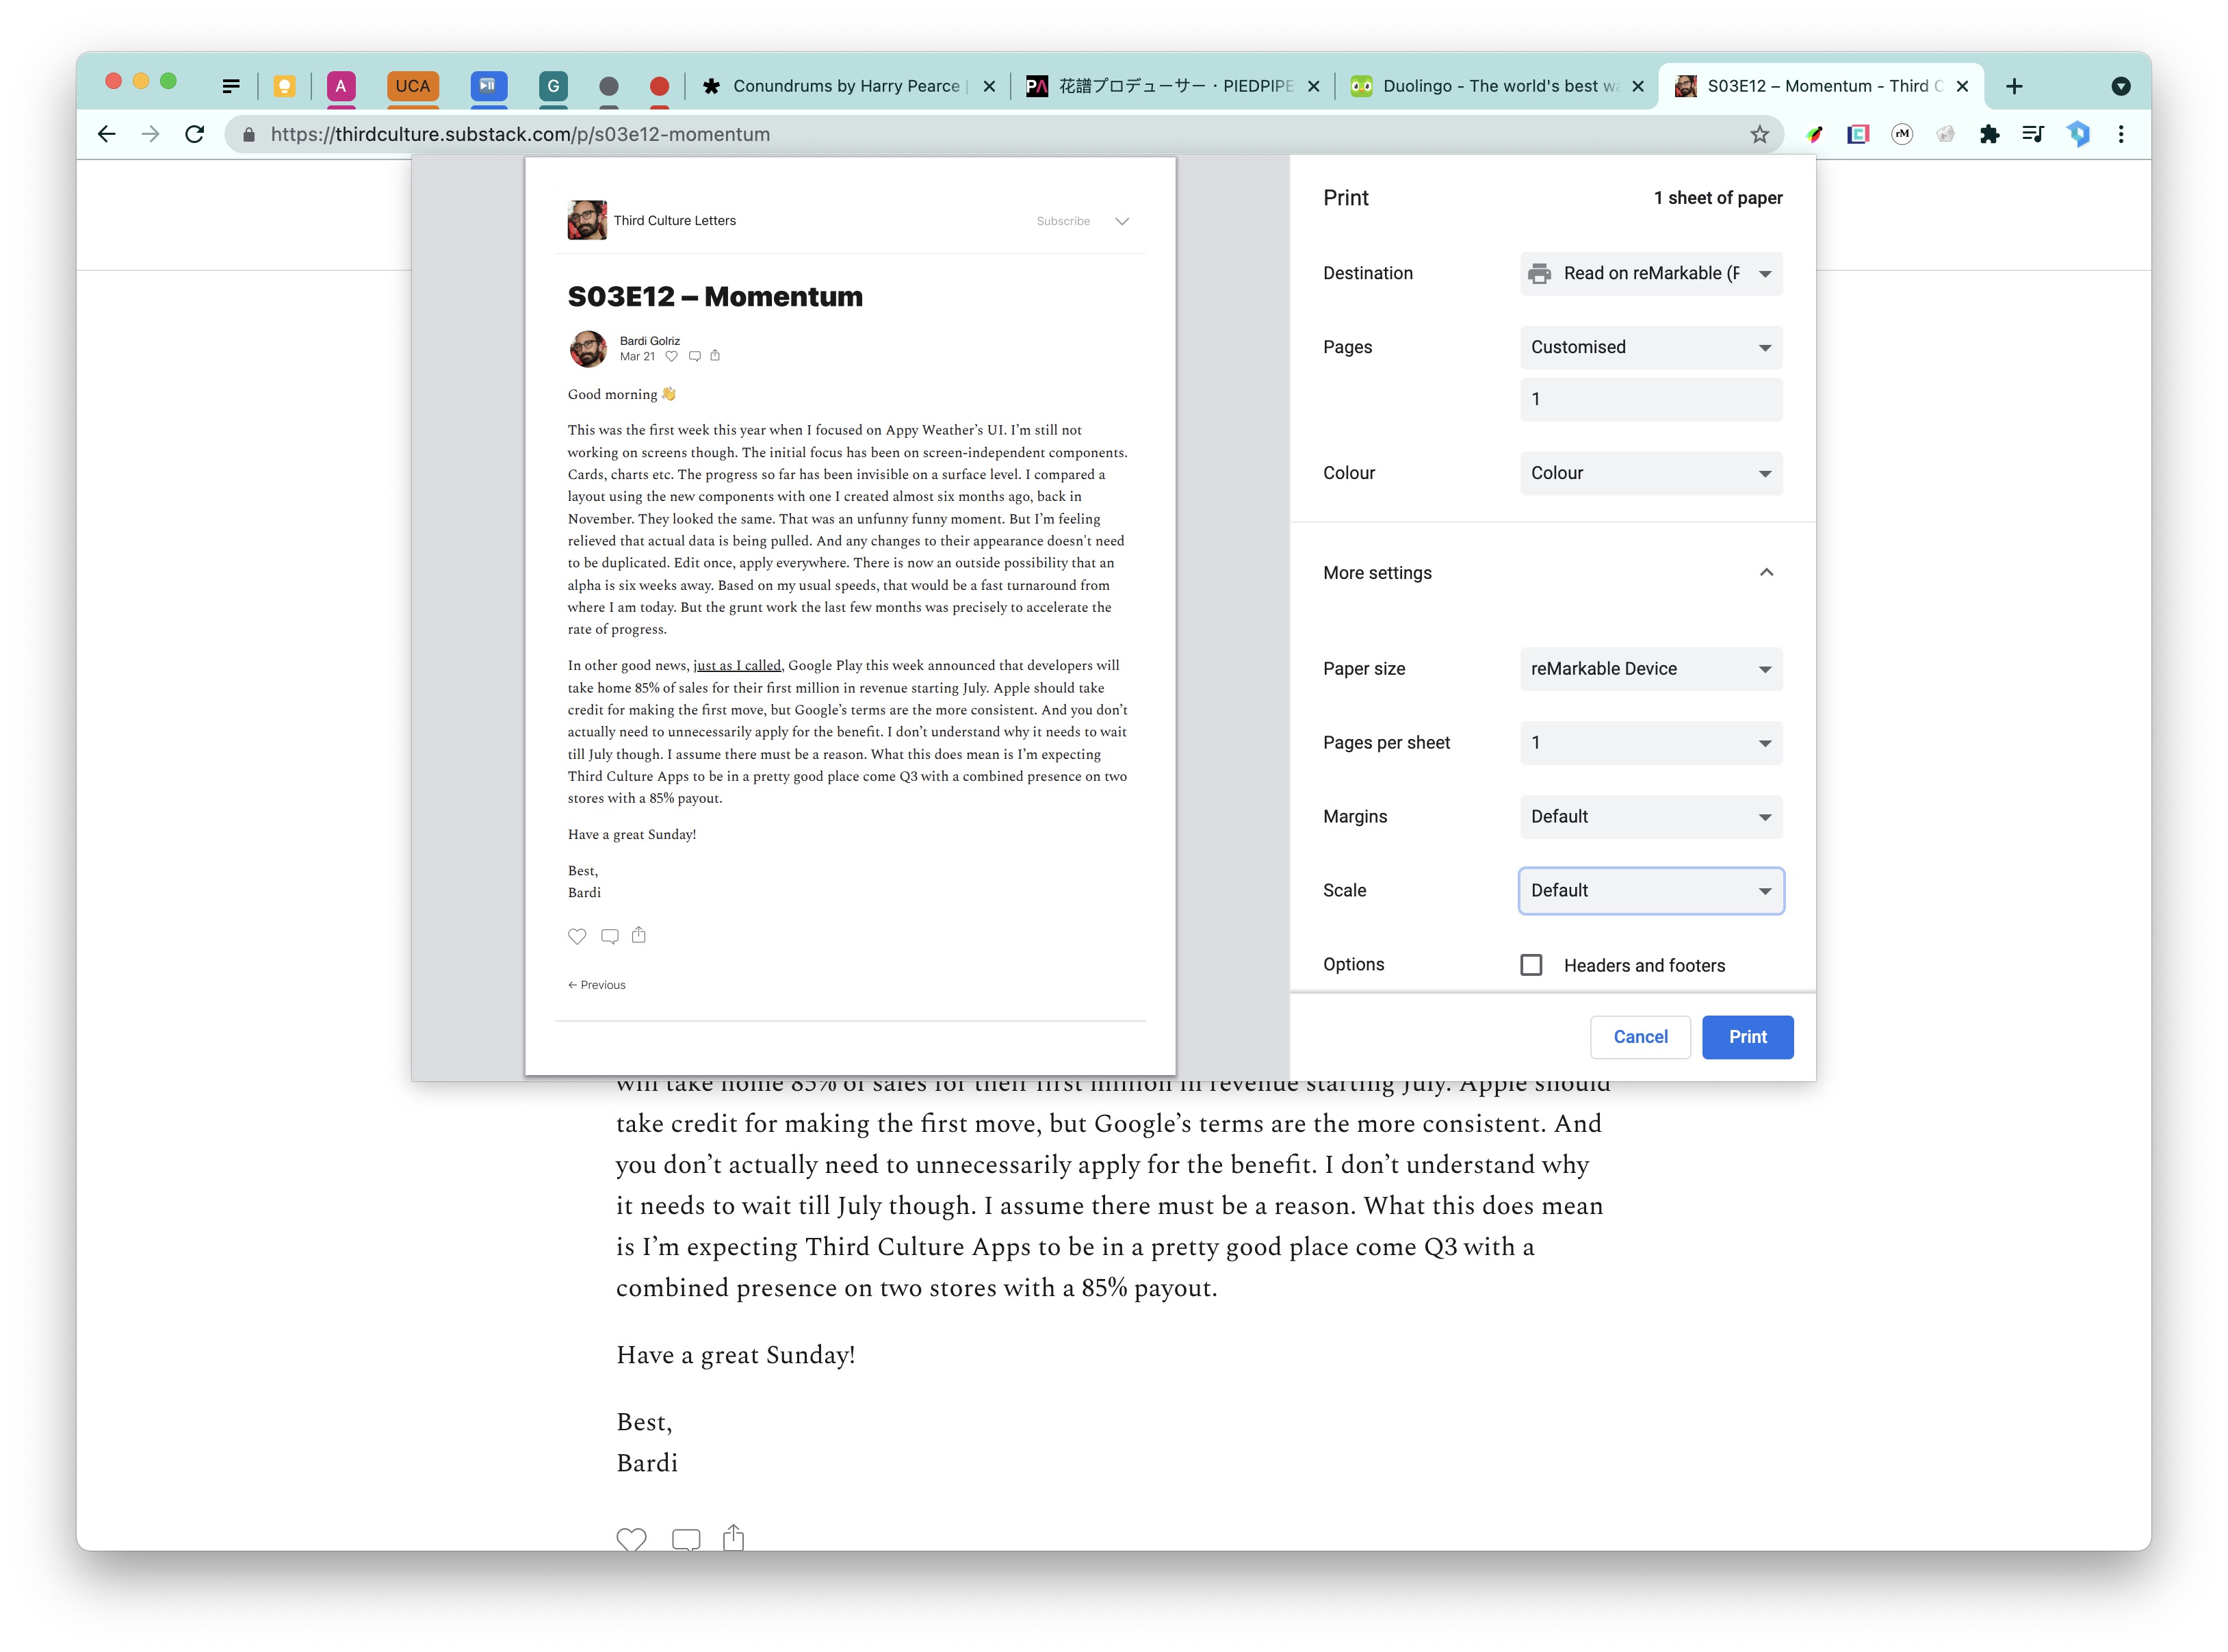 A
UCA
G
Conundrums by Harry Pearce |
花譜プロデューサー・PIEDPIPE
Duolingo - The world's best wa
S03E12 – Momentum - Third C
https://thirdculture.substack.com/p/s03e12-momentum
rM
Third Culture Letters
Subscribe
S03E12 – Momentum
Bardi Golriz
Mar 21
Good morning 👋
This was the first week this year when I focused on Appy Weather’s UI. I’m still not
working on screens though. The initial focus has been on screen-independent components.
Cards, charts etc. The progress so far has been invisible on a surface level. I compared a
layout using the new components with one I created almost six months ago, back in
November. They looked the same. That was an unfunny funny moment. But I’m feeling
relieved that actual data is being pulled. And any changes to their appearance doesn't need
to be duplicated. Edit once, apply everywhere. There is now an outside possibility that an
alpha is six weeks away. Based on my usual speeds, that would be a fast turnaround from
where I am today. But the grunt work the last few months was precisely to accelerate the
rate of progress.
In other good news, just as I called, Google Play this week announced that developers will
take home 85% of sales for their first million in revenue starting July. Apple should take
credit for making the first move, but Google’s terms are the more consistent. And you don’t
actually need to unnecessarily apply for the benefit. I don’t understand why it needs to wait
till July though. I assume there must be a reason. What this does mean is I’m expecting
Third Culture Apps to be in a pretty good place come Q3 with a combined presence on two
stores with a 85% payout.
Have a great Sunday!
Best,
Bardi
← Previous
Print
1 sheet of paper
Destination
Read on reMarkable (F
Pages
Customised
1
Colour
Colour
More settings
Paper size
reMarkable Device
Pages per sheet
1
Margins
Default
Scale
Default
Options
Headers and footers
Cancel
Print
will take home 85% of sales for their first million in revenue starting July. Apple should
take credit for making the first move, but Google’s terms are the more consistent. And
you don’t actually need to unnecessarily apply for the benefit. I don’t understand why
it needs to wait till July though. I assume there must be a reason. What this does mean
is I’m expecting Third Culture Apps to be in a pretty good place come Q3 with a
combined presence on two stores with a 85% payout.
Have a great Sunday!
Best,
Bardi